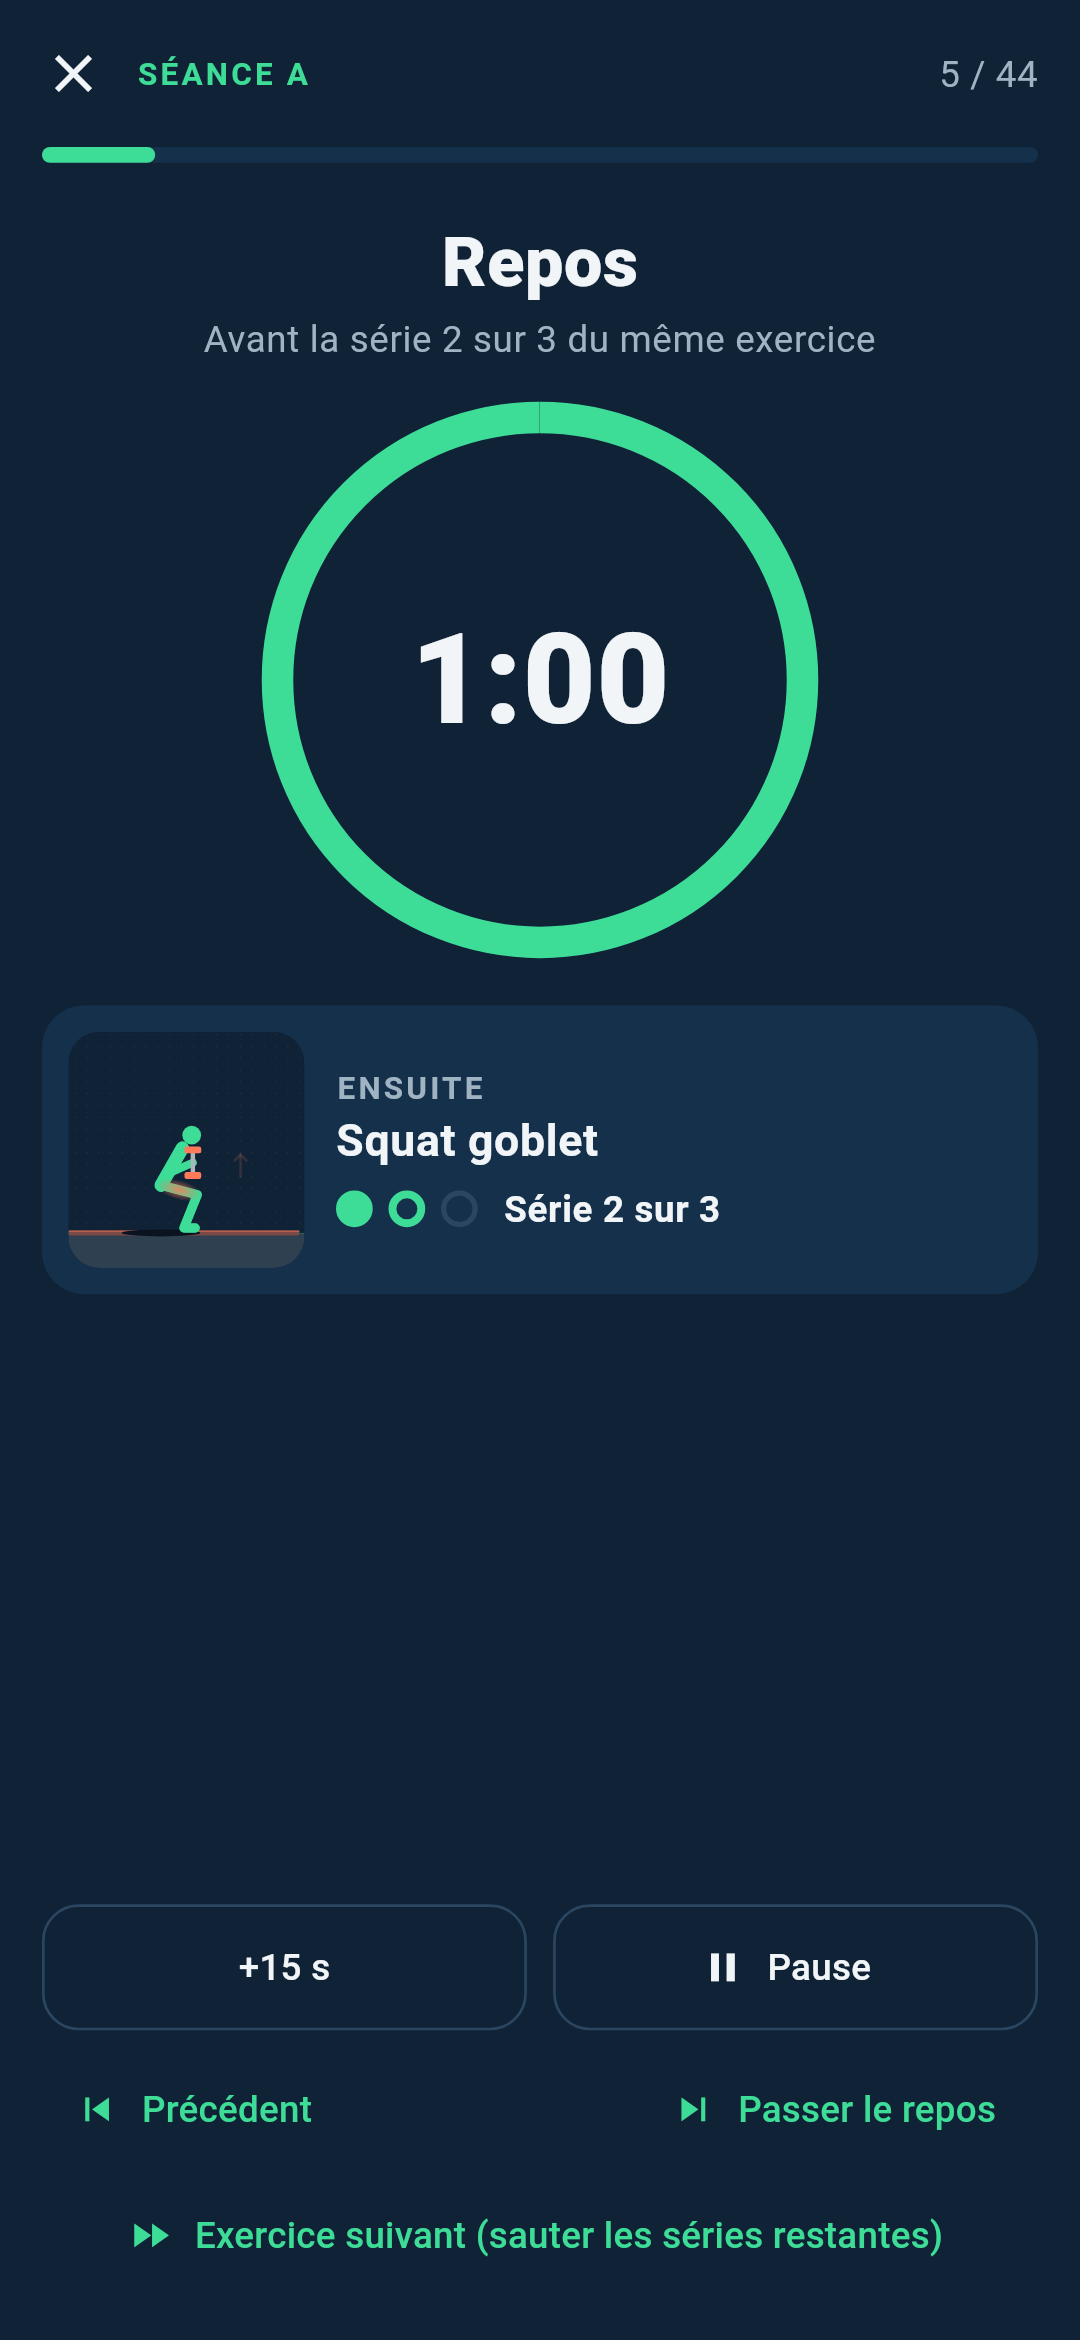 SÉANCE A
5 / 44
Repos
Avant la série 2 sur 3 du même exercice
1:00
ENSUITE
Squat goblet
Série 2 sur 3
+15 s
Pause
Précédent
Passer le repos
Exercice suivant (sauter les séries restantes)